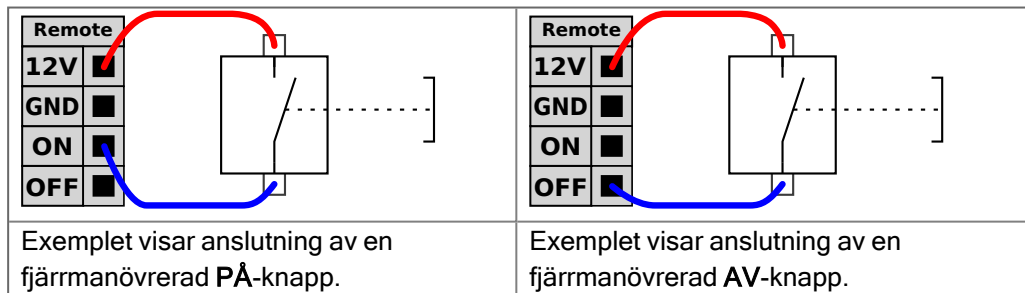 Remote
12V
GND
ON
OFF
Exemplet visar anslutning av en
fjärrmanövrerad PÅ-knapp.
Remote
12V
GND
ON
OFF
Exemplet visar anslutning av en
fjärrmanövrerad AV-knapp.